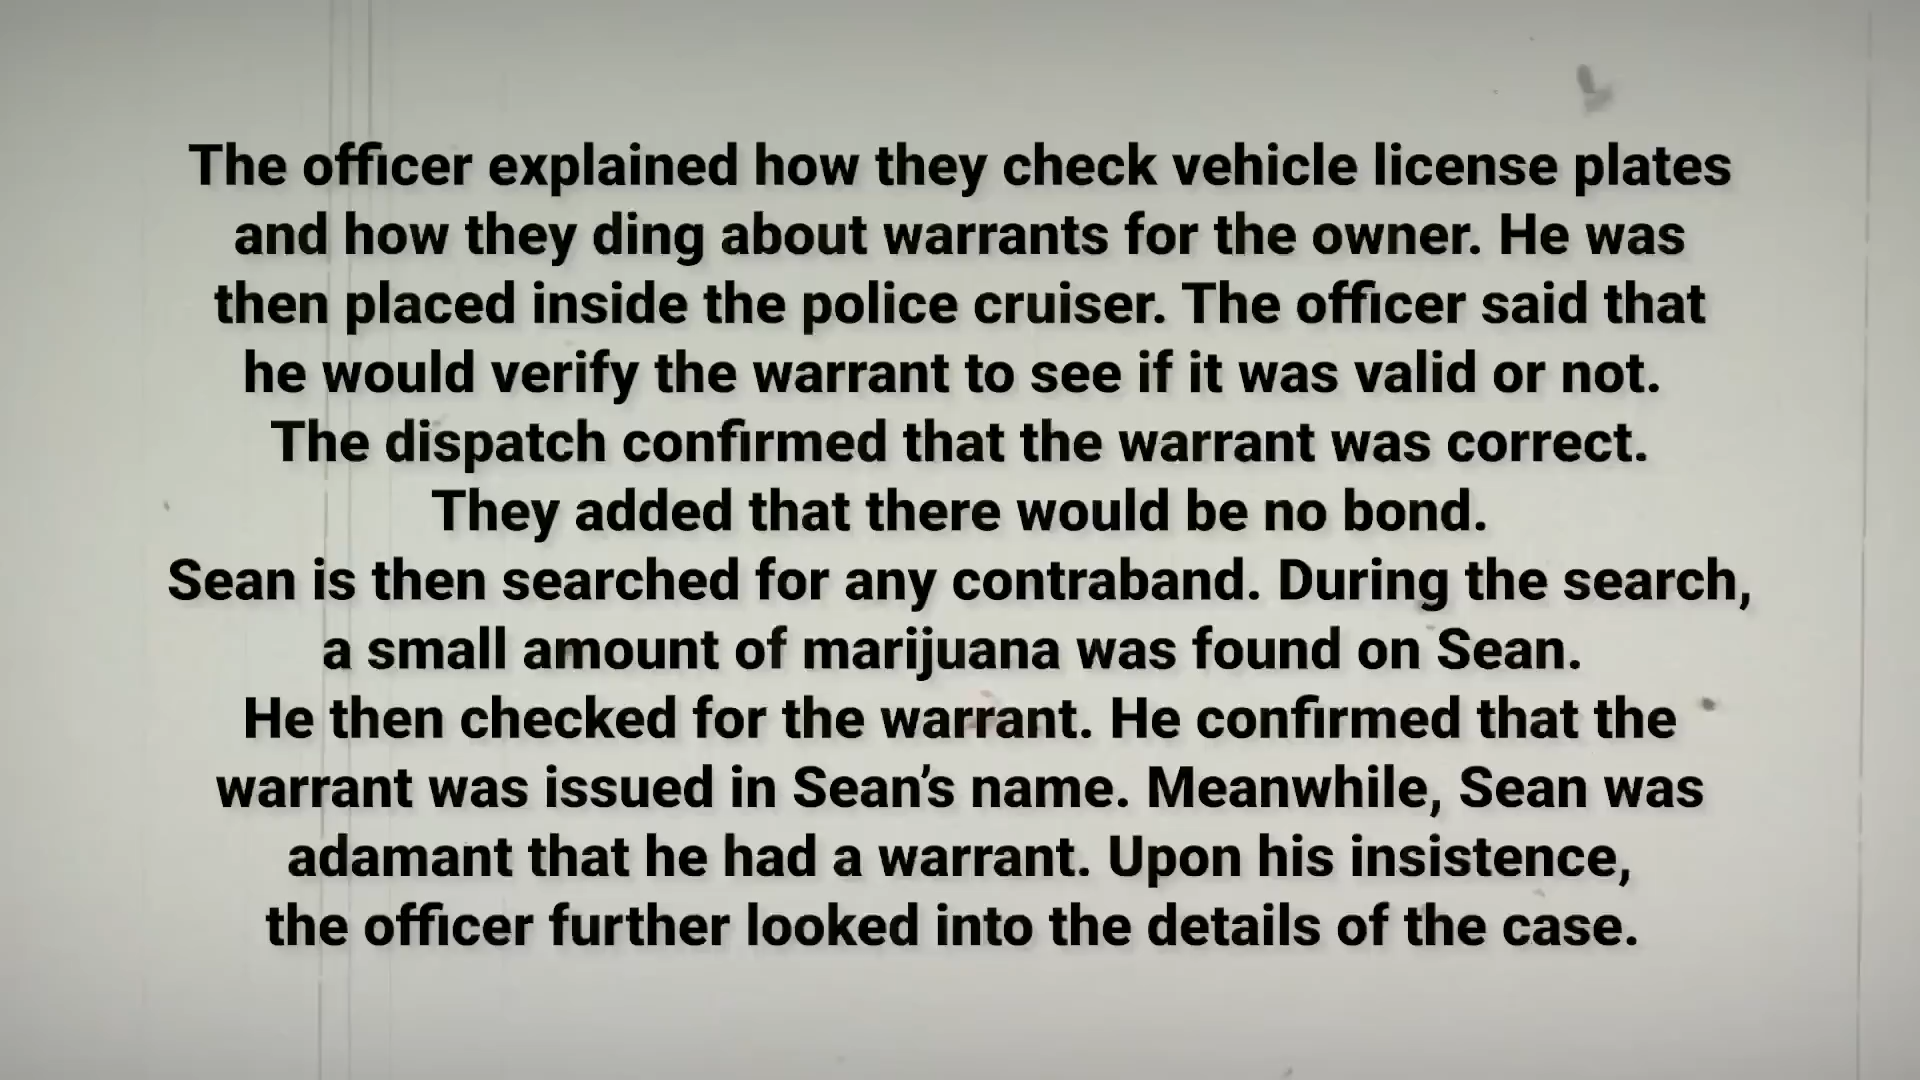 The officer explained how they check vehicle license plates
and how they ding about warrants for the owner. He was
then placed inside the police cruiser. The officer said that
he would verify the warrant to see if it was valid or not.
The dispatch confirmed that the warrant was correct.
They added that there would be no bond.
Sean is then searched for any contraband. During the search,
a small amount of marijuana was found on Sean.
He then checked for the warrant. He confirmed that the
warrant was issued in Sean’s name. Meanwhile, Sean was
adamant that he had a warrant. Upon his insistence,
the officer further looked into the details of the case.